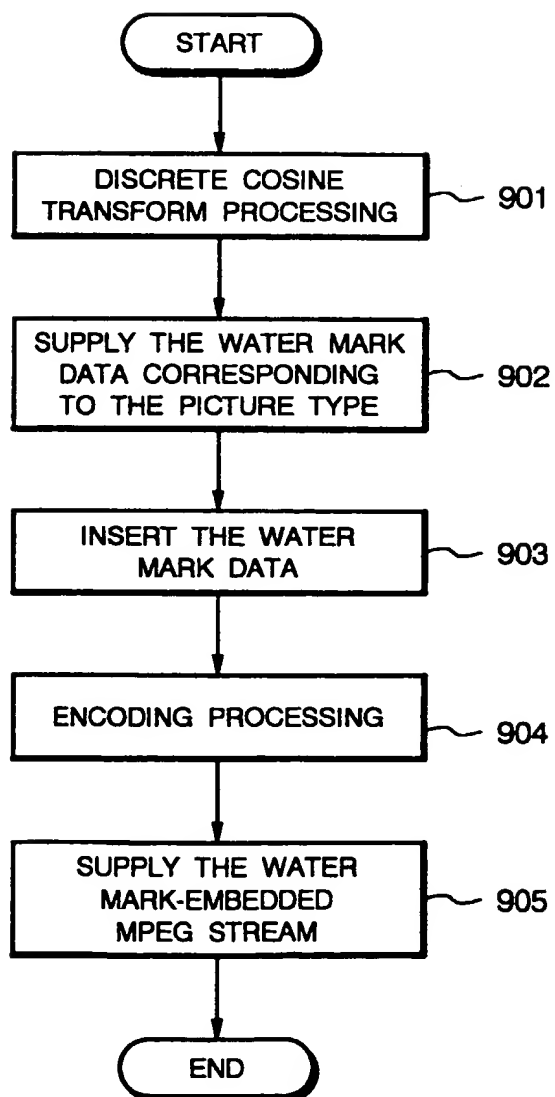 START
DISCRETE COSINE
TRANSFORM PROCESSING
901
SUPPLY THE WATER MARK
DATA CORRESPONDING
TO THE PICTURE TYPE
902
INSERT THE WATER
MARK DATA
903
ENCODING PROCESSING
904
SUPPLY THE WATER
MARK-EMBEDDED
MPEG STREAM
905
END